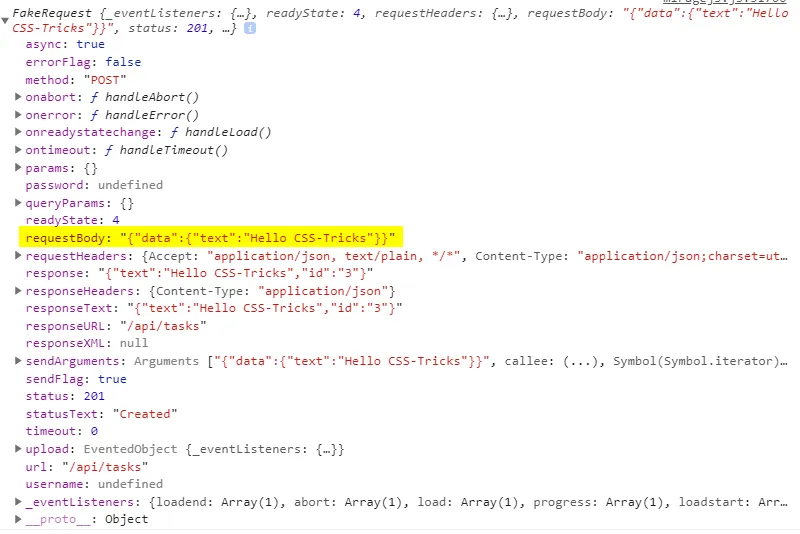 FakeRequest {_eventListeners: {…}, readyState: 4, requestHeaders: {…}, requestBody: "{"data":{"text":"Hello
CSS-Tricks"}}", status: 201, …} i
async: true
errorFlag: false
method: "POST"
onabort: ƒ handleAbort()
onerror: ƒ handleError()
onreadystatechange: ƒ handleLoad()
ontimeout: ƒ handleTimeout()
params: {}
password: undefined
queryParams: {}
readyState: 4
requestBody: "{"data":{"text":"Hello CSS-Tricks"}}"
requestHeaders: {Accept: "application/json, text/plain, */*", Content-Type: "application/json;charset=ut…
response: "{"text":"Hello CSS-Tricks","id":"3"}"
responseHeaders: {Content-Type: "application/json"}
responseText: "{"text":"Hello CSS-Tricks","id":"3"}"
responseURL: "/api/tasks"
responseXML: null
sendArguments: Arguments ["{"data":{"text":"Hello CSS-Tricks"}}", callee: (...), Symbol(Symbol.iterator)…
sendFlag: true
status: 201
statusText: "Created"
timeout: 0
upload: EventedObject {_eventListeners: {…}}
url: "/api/tasks"
username: undefined
_eventListeners: {loadend: Array(1), abort: Array(1), load: Array(1), progress: Array(1), loadstart: Arr…
__proto__: Object